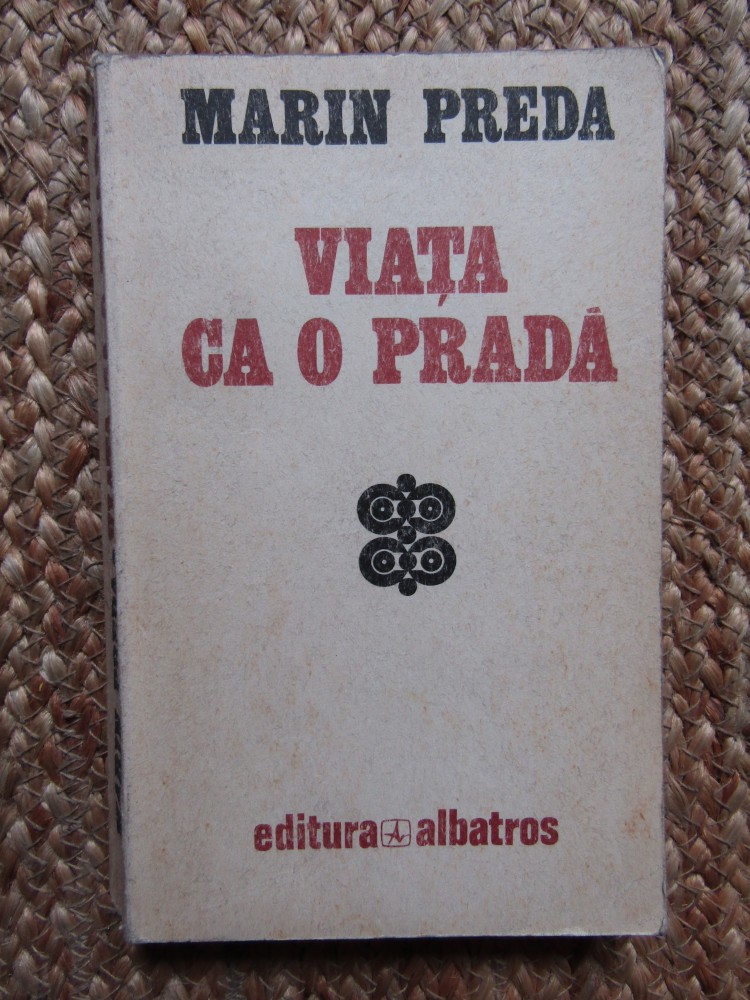 MARIN PREDA
VIAȚA
CA O PRADĂ
editura albatros